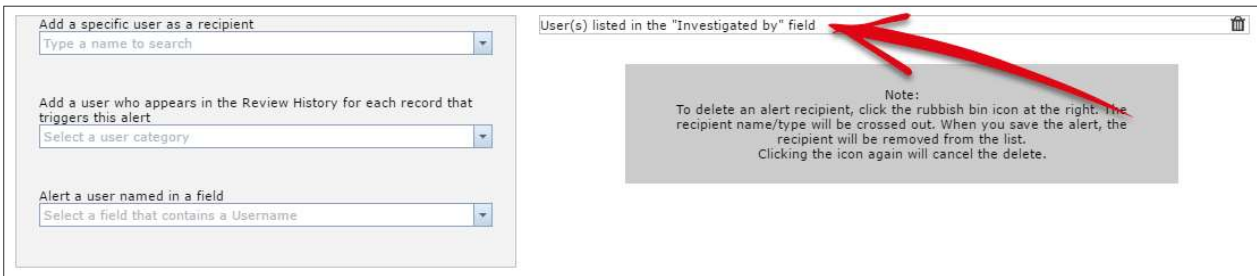 Add a specific user as a recipient
Type a name to search
Add a user who appears in the Review History for each record that
triggers this alert
Select a user category
Alert a user named in a field
Select a field that contains a Username
User(s) listed in the "Investigated by" field
Note:
To delete an alert recipient, click the rubbish bin icon at the right. The
recipient name/type will be crossed out. When you save the alert, the
recipient will be removed from the list.
Clicking the icon again will cancel the delete.